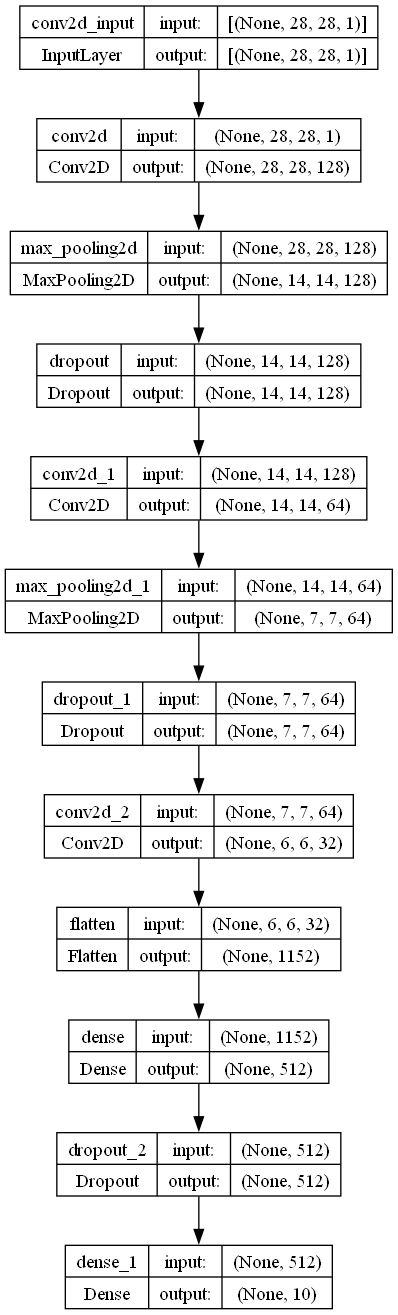 conv2d_input input: [(None, 28, 28, 1)]
InputLayer output: [(None, 28, 28, 1)]
conv2d input: (None, 28, 28, 1)
Conv2D output: (None, 28, 28, 128)
max_pooling2d input: (None, 28, 28, 128)
MaxPooling2D output: (None, 14, 14, 128)
dropout input: (None, 14, 14, 128)
Dropout output: (None, 14, 14, 128)
conv2d_1 input: (None, 14, 14, 128)
Conv2D output: (None, 14, 14, 64)
max_pooling2d_1 input: (None, 14, 14, 64)
MaxPooling2D output: (None, 7, 7, 64)
dropout_1 input: (None, 7, 7, 64)
Dropout output: (None, 7, 7, 64)
conv2d_2 input: (None, 7, 7, 64)
Conv2D output: (None, 6, 6, 32)
flatten input: (None, 6, 6, 32)
Flatten output: (None, 1152)
dense input: (None, 1152)
Dense output: (None, 512)
dropout_2 input: (None, 512)
Dropout output: (None, 512)
dense_1 input: (None, 512)
Dense output: (None, 10)